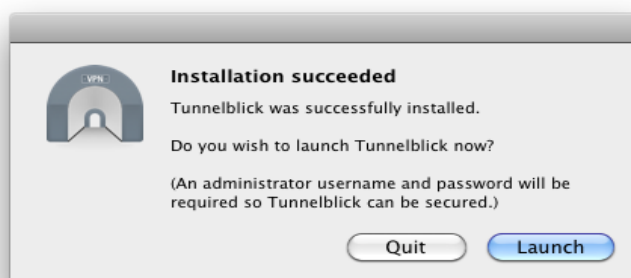 VPN
Installation succeeded
Tunnelblick was successfully installed.
Do you wish to launch Tunnelblick now?
(An administrator username and password will be
required so Tunnelblick can be secured.)
Quit
Launch